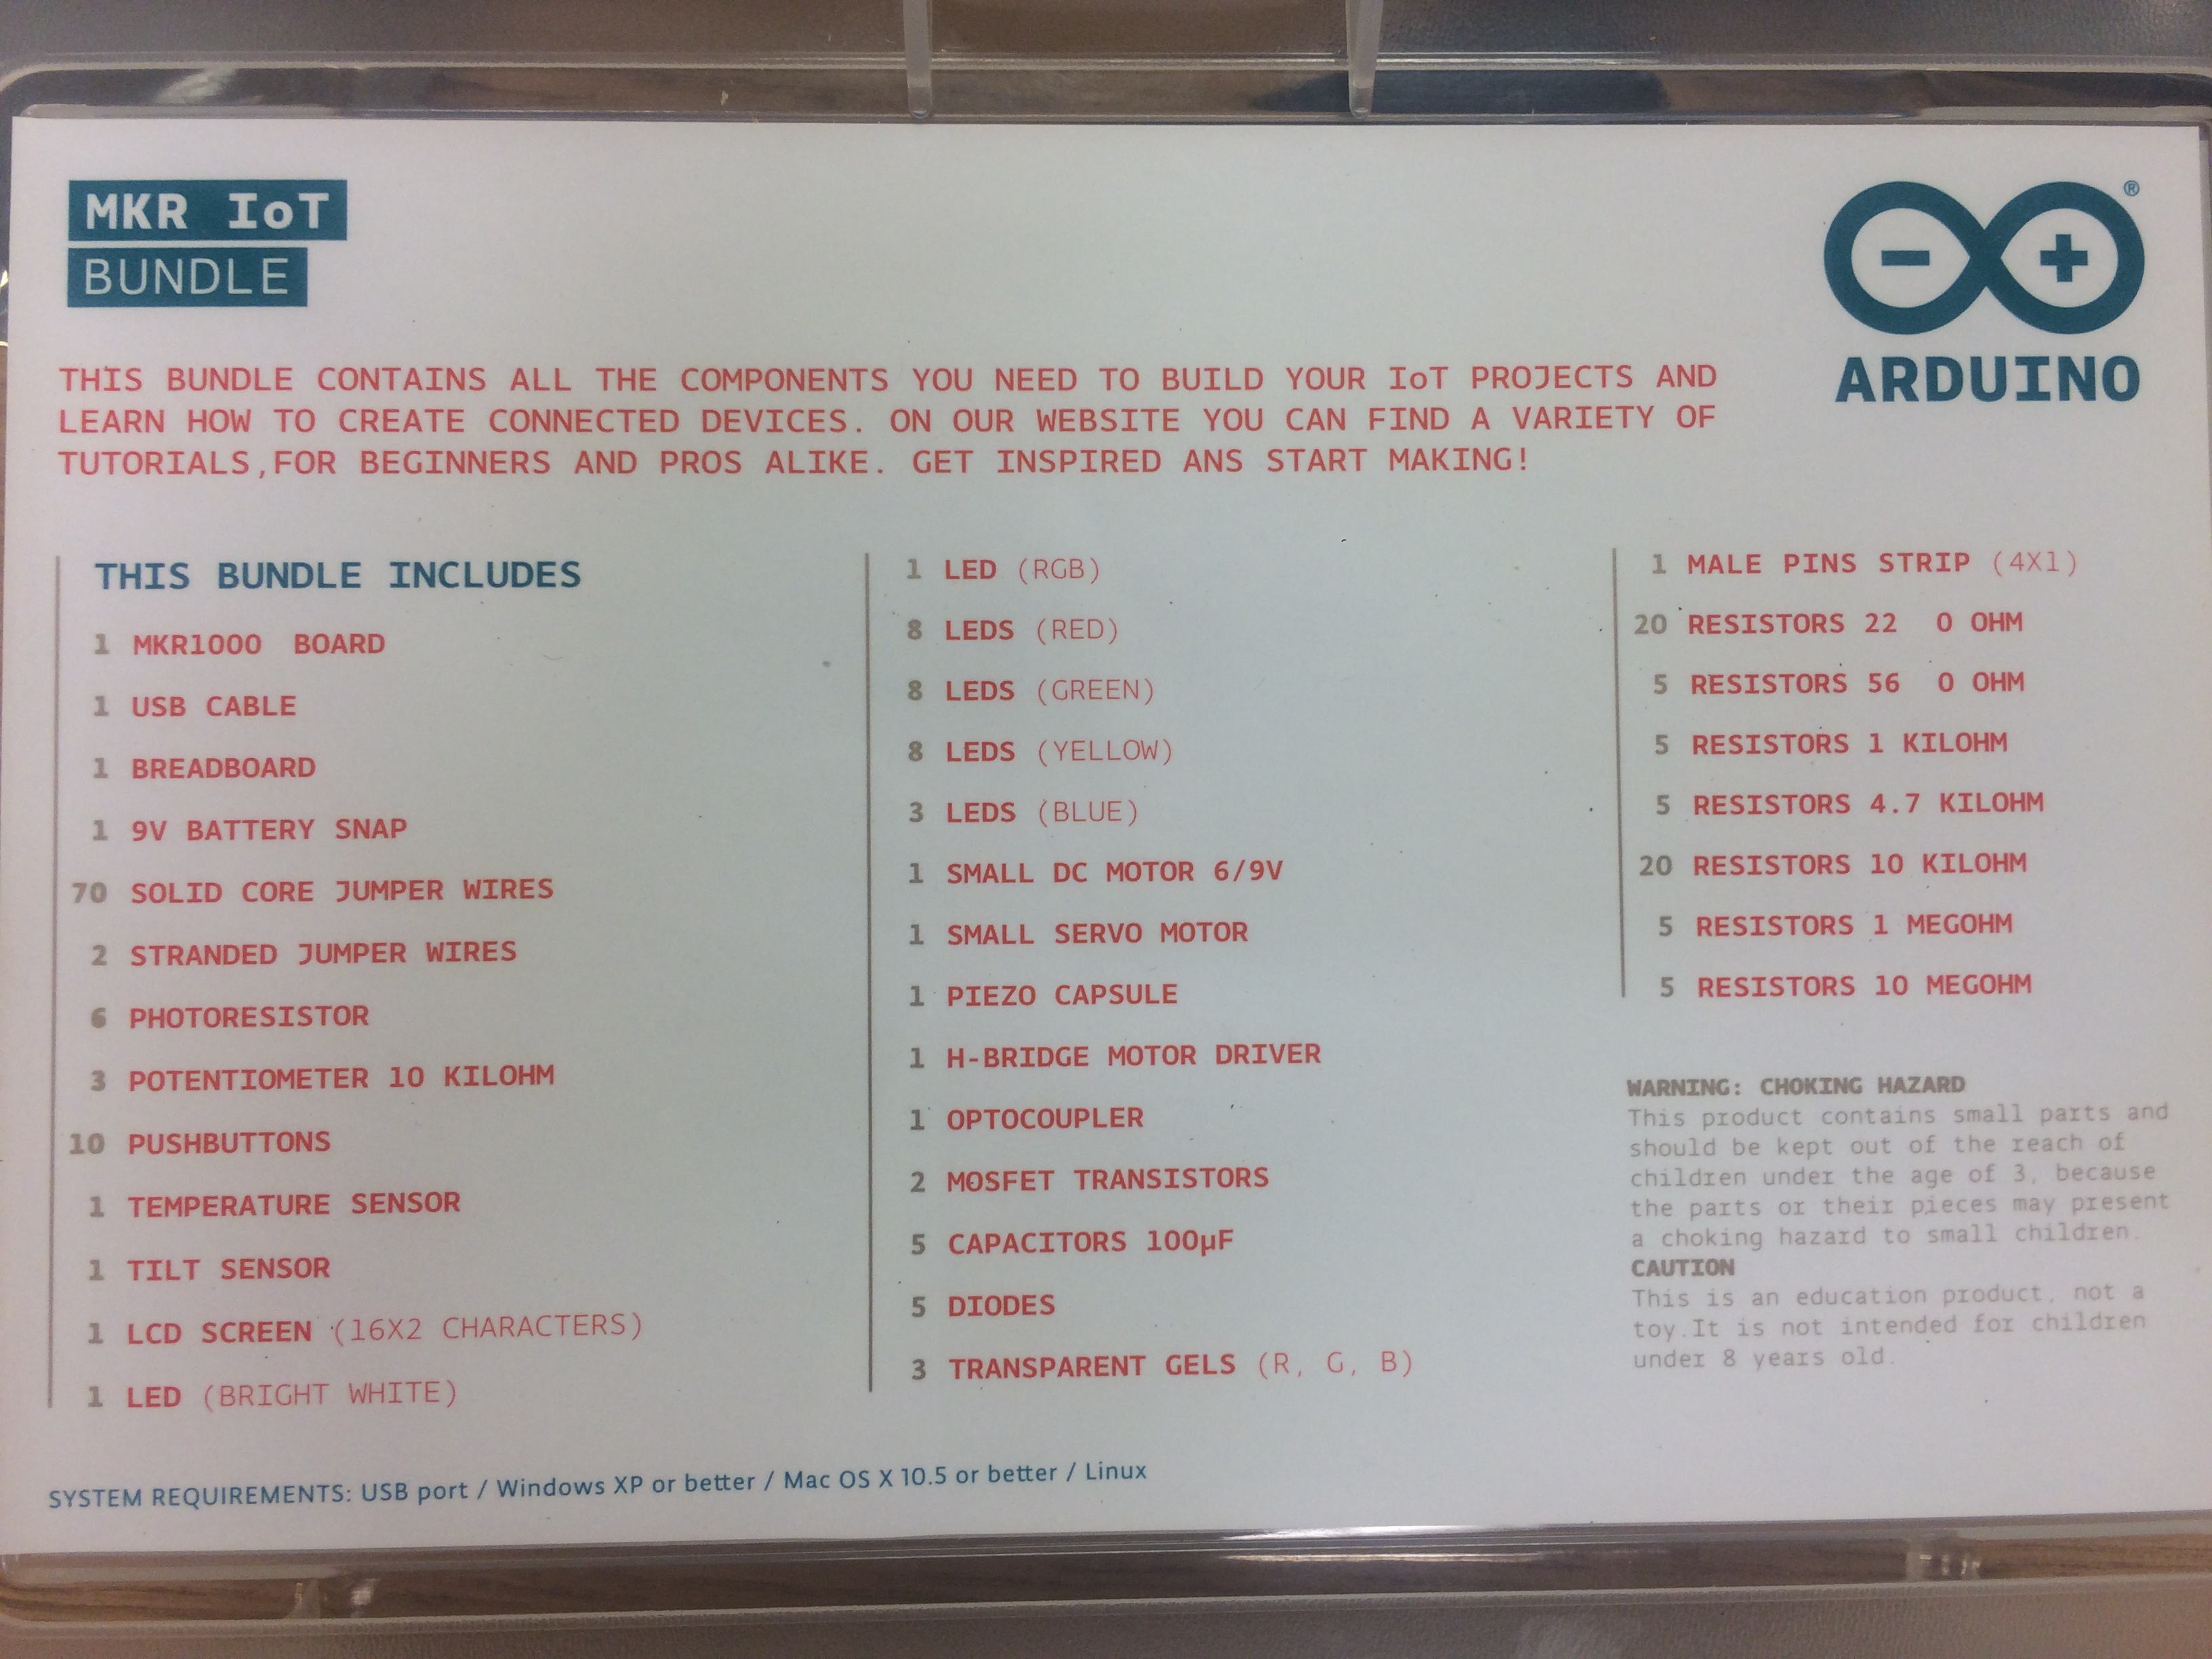 MKR IoT
BUNDLE
®
ARDUINO
THIS BUNDLE CONTAINS ALL THE COMPONENTS YOU NEED TO BUILD YOUR IoT PROJECTS AND
LEARN HOW TO CREATE CONNECTED DEVICES. ON OUR WEBSITE YOU CAN FIND A VARIETY OF
TUTORIALS,FOR BEGINNERS AND PROS ALIKE. GET INSPIRED ANS START MAKING!
THIS BUNDLE INCLUDES
1 MKR1000 BOARD
1 USB CABLE
1 BREADBOARD
1 9V BATTERY SNAP
70 SOLID CORE JUMPER WIRES
2 STRANDED JUMPER WIRES
6 PHOTORESISTOR
3 POTENTIOMETER 10 KILOHM
10 PUSHBUTTONS
1 TEMPERATURE SENSOR
1 TILT SENSOR
1 LCD SCREEN (16X2 CHARACTERS)
1 LED (BRIGHT WHITE)
1 LED (RGB)
8 LEDS (RED)
8 LEDS (GREEN)
8 LEDS (YELLOW)
3 LEDS (BLUE)
1 SMALL DC MOTOR 6/9V
1 SMALL SERVO MOTOR
1 PIEZO CAPSULE
1 H-BRIDGE MOTOR DRIVER
1 OPTOCOUPLER
2 MOSFET TRANSISTORS
5 CAPACITORS 100µF
5 DIODES
3 TRANSPARENT GELS (R, G, B)
1 MALE PINS STRIP (4X1)
20 RESISTORS 22 0 OHM
5 RESISTORS 56 0 OHM
5 RESISTORS 1 KILOHM
5 RESISTORS 4.7 KILOHM
20 RESISTORS 10 KILOHM
5 RESISTORS 1 MEGOHM
5 RESISTORS 10 MEGOHM
WARNING: CHOKING HAZARD
This product contains small parts and
should be kept out of the reach of
children under the age of 3, because
the parts or their pieces may present
a choking hazard to small children.
CAUTION
This is an education product, not a
toy.It is not intended for children
under 8 years old.
SYSTEM REQUIREMENTS: USB port / Windows XP or better / Mac OS X 10.5 or better / Linux